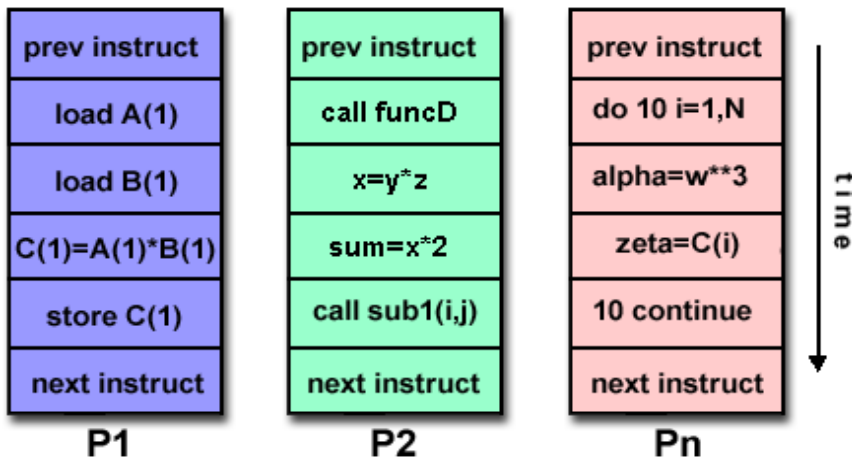 prev instruct
load A(1)
load B(1)
C(1)=A(1)*B(1)
store C(1)
next instruct
P1
prev instruct
call funcD
x=y*z
sum=x*2
call sub1(i,j)
next instruct
P2
prev instruct
do 10 i=1,N
alpha=w**3
zeta=C(i)
10 continue
next instruct
Pn
time